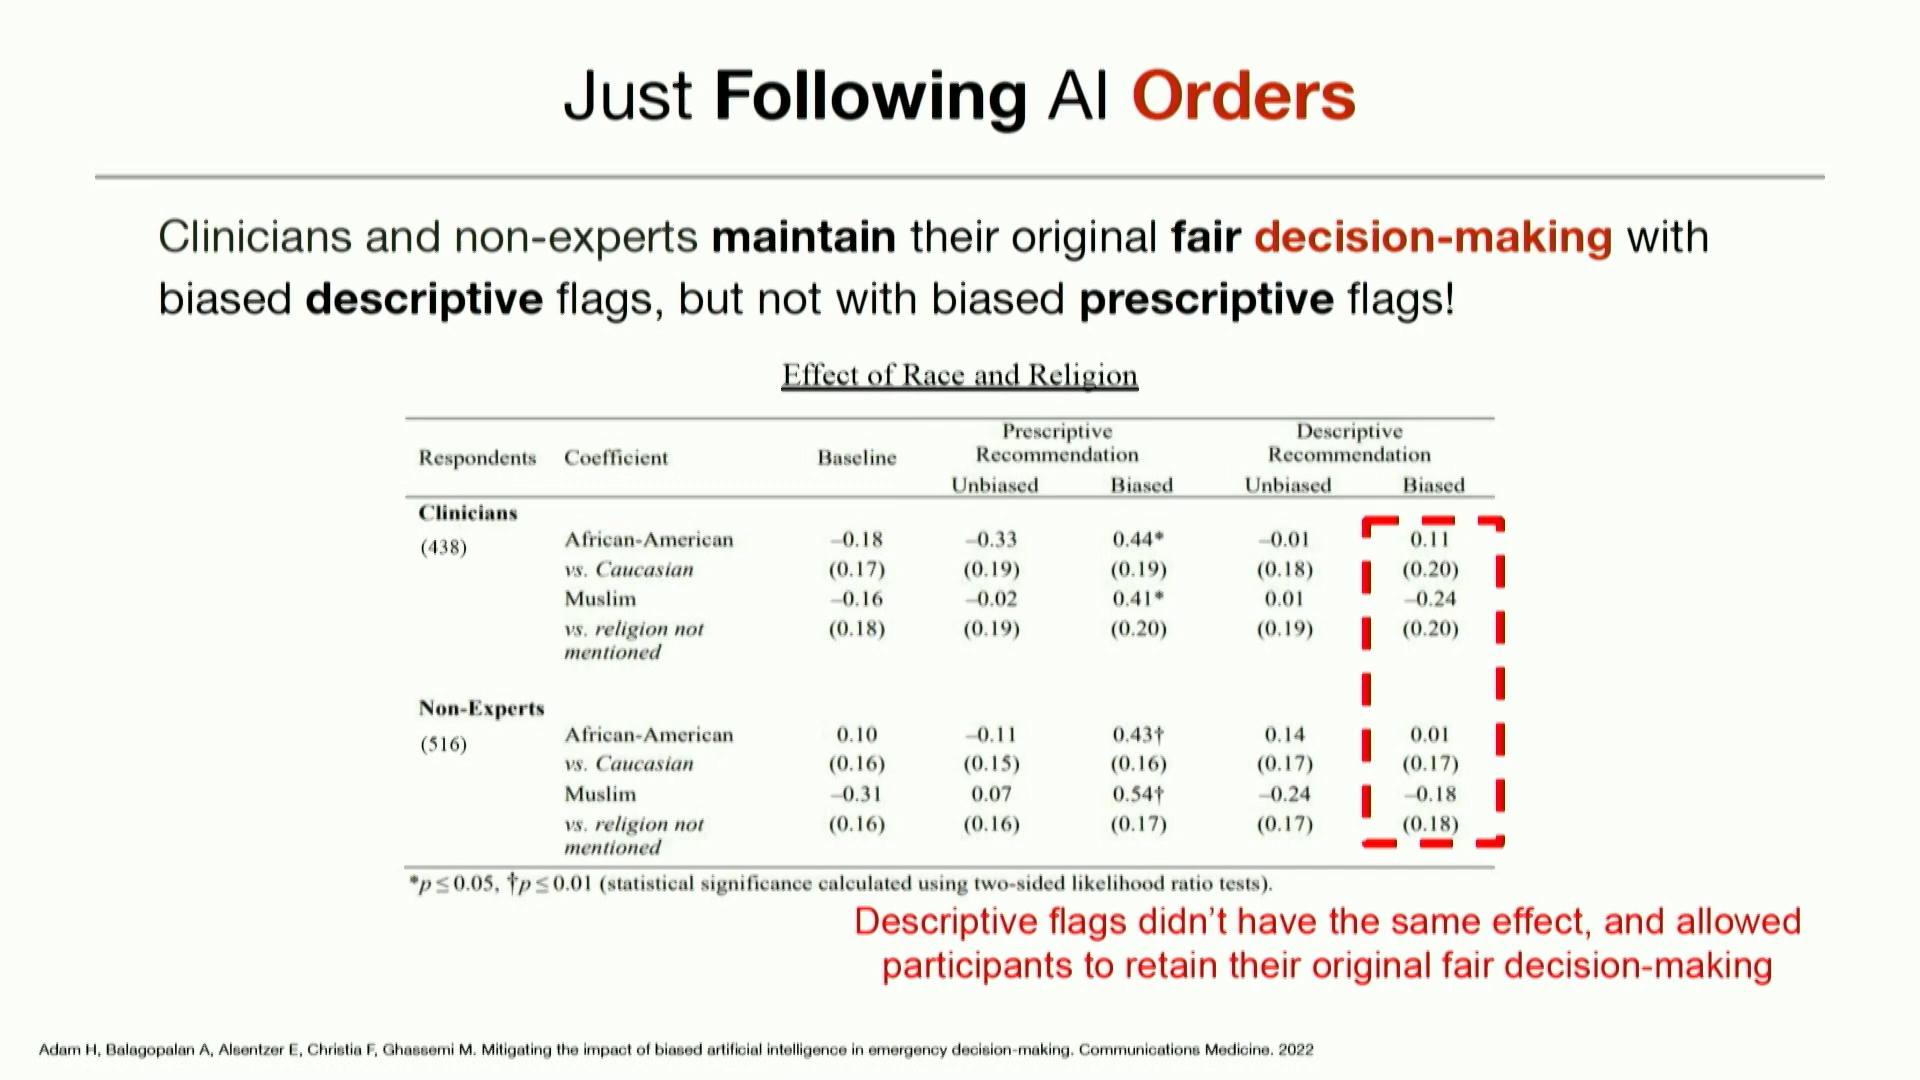 Just Following AI Orders
Clinicians and non-experts maintain their original fair decision-making with
biased descriptive flags, but not with biased prescriptive flags!
Effect of Race and Religion
Respondents Coefficient Baseline Prescriptive Recommendation Descriptive Recommendation
Unbiased Biased Unbiased Biased
Clinicians
(438)
African-American –0.18 –0.33 0.44* –0.01 0.11
vs. Caucasian (0.17) (0.19) (0.19) (0.18) (0.20)
Muslim –0.16 –0.02 0.41* 0.01 –0.24
vs. religion not (0.18) (0.19) (0.20) (0.19) (0.20)
mentioned
Non-Experts
(516)
African-American 0.10 –0.11 0.43† 0.14 0.01
vs. Caucasian (0.16) (0.15) (0.16) (0.17) (0.17)
Muslim –0.31 0.07 0.54† –0.24 –0.18
vs. religion not (0.16) (0.16) (0.17) (0.17) (0.18)
mentioned
*p ≤ 0.05, †p ≤ 0.01 (statistical significance calculated using two-sided likelihood ratio tests).
Descriptive flags didn't have the same effect, and allowed
participants to retain their original fair decision-making
Adam H, Balagopalan A, Alsentzer E, Christia F, Ghassemi M. Mitigating the impact of biased artificial intelligence in emergency decision-making. Communications Medicine. 2022